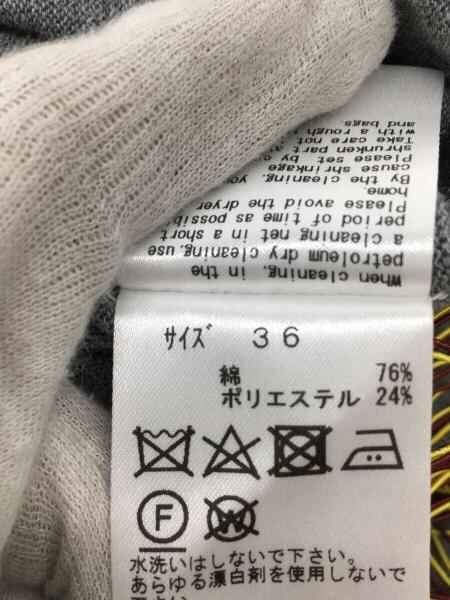 When cleaning, in the
petroleum dry cleaning, use
a cleaning net in a short
period of time as
Please avoid the dryer
home.
By the cleaning,
cause shrinkage
Please set by
shrunken part as
Take care not
with a rough
and bags.
サイズ 36
綿 76%
ポリエステル 24%
F W
水洗いはしないで下さい。
あらゆる漂白剤を使用しないで
下さい。